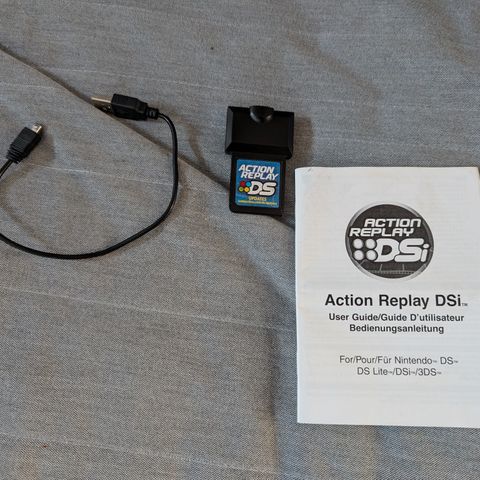 ACTION
REPLAY
DS
UPDATES
ACTION
REPLAY
DSi
Action Replay DSi™
User Guide/Guide D'utilisateur
Bedienungsanleitung
For/Pour/Für Nintendo™ DS™
DS Lite™/DSi™/3DS™